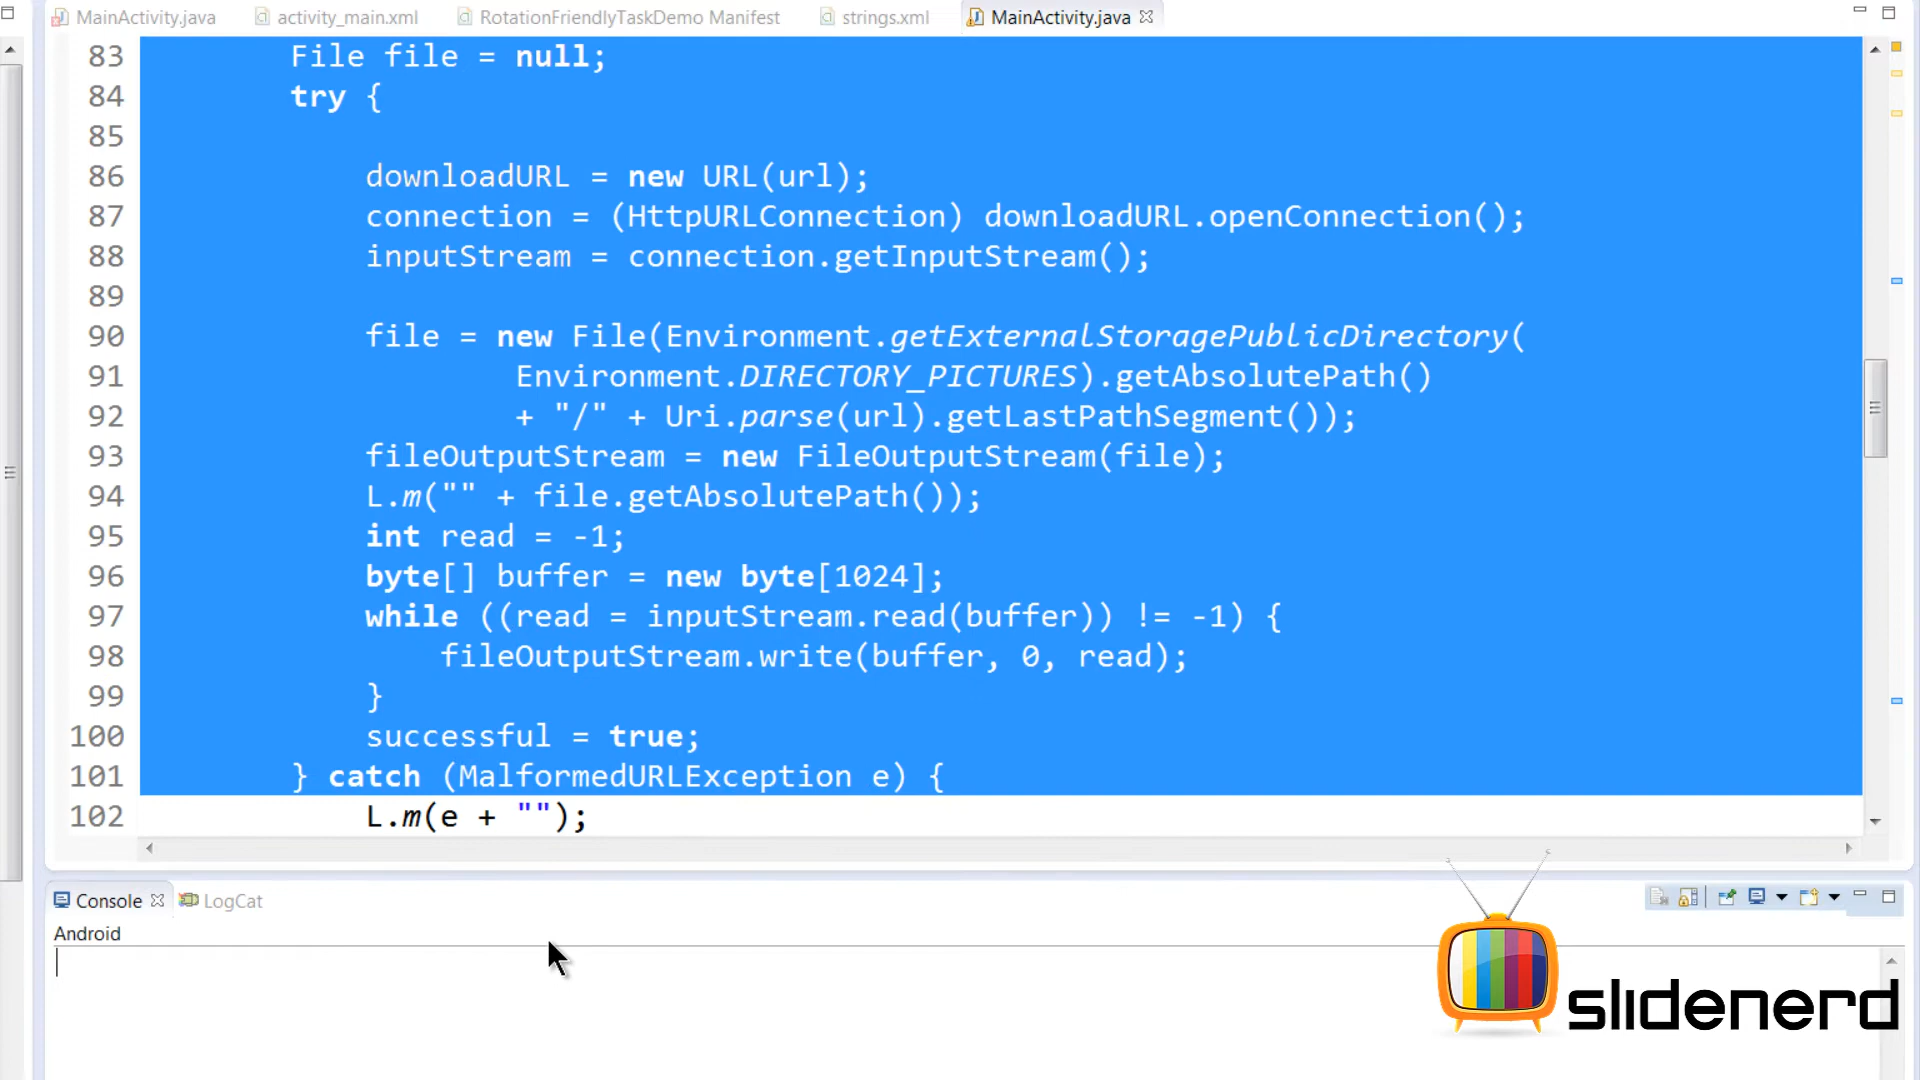 MainActivity.java activity_main.xml RotationFriendlyTaskDemo Manifest strings.xml MainActivity.java
83 File file = null;
84 try {
85
86 downloadURL = new URL(url);
87 connection = (HttpURLConnection) downloadURL.openConnection();
88 inputStream = connection.getInputStream();
89
90 file = new File(Environment.getExternalStoragePublicDirectory(
91 Environment.DIRECTORY_PICTURES).getAbsolutePath()
92 + "/" + Uri.parse(url).getLastPathSegment());
93 fileOutputStream = new FileOutputStream(file);
94 L.m("" + file.getAbsolutePath());
95 int read = -1;
96 byte[] buffer = new byte[1024];
97 while ((read = inputStream.read(buffer)) != -1) {
98 fileOutputStream.write(buffer, 0, read);
99 }
100 successful = true;
101 } catch (MalformedURLException e) {
102 L.m(e + "");
Console LogCat
Android
slidenerd